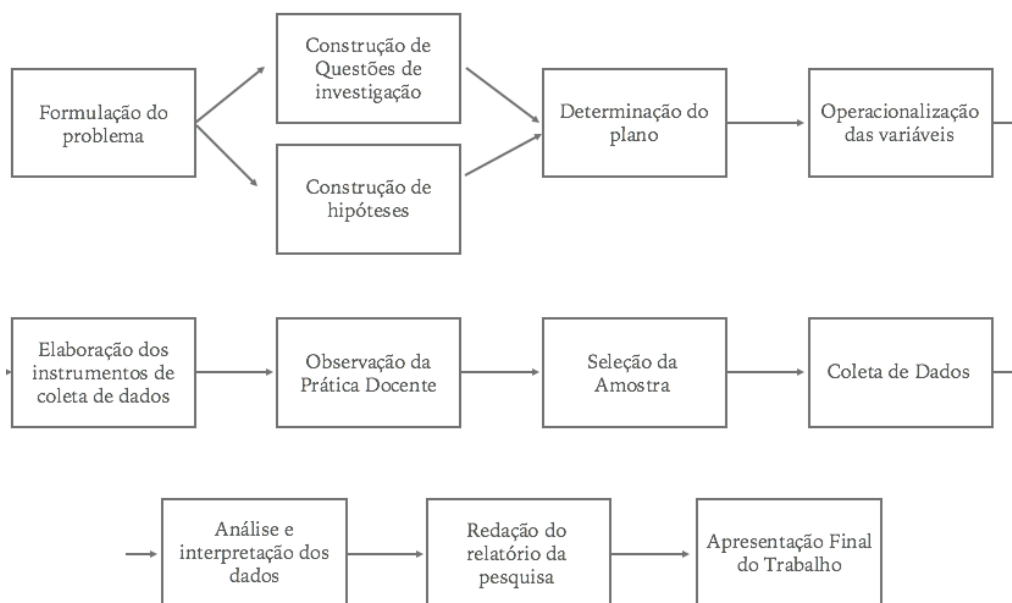 Formulação do
problema
Construção de
Questões de
investigação
Construção de
hipóteses
Determinação do
plano
Operacionalização
das variáveis
Elaboração dos
instrumentos de
coleta de dados
Observação da
Prática Docente
Seleção da
Amostra
Coleta de Dados
Análise e
interpretação dos
dados
Redação do
relatório da
pesquisa
Apresentação Final
do Trabalho